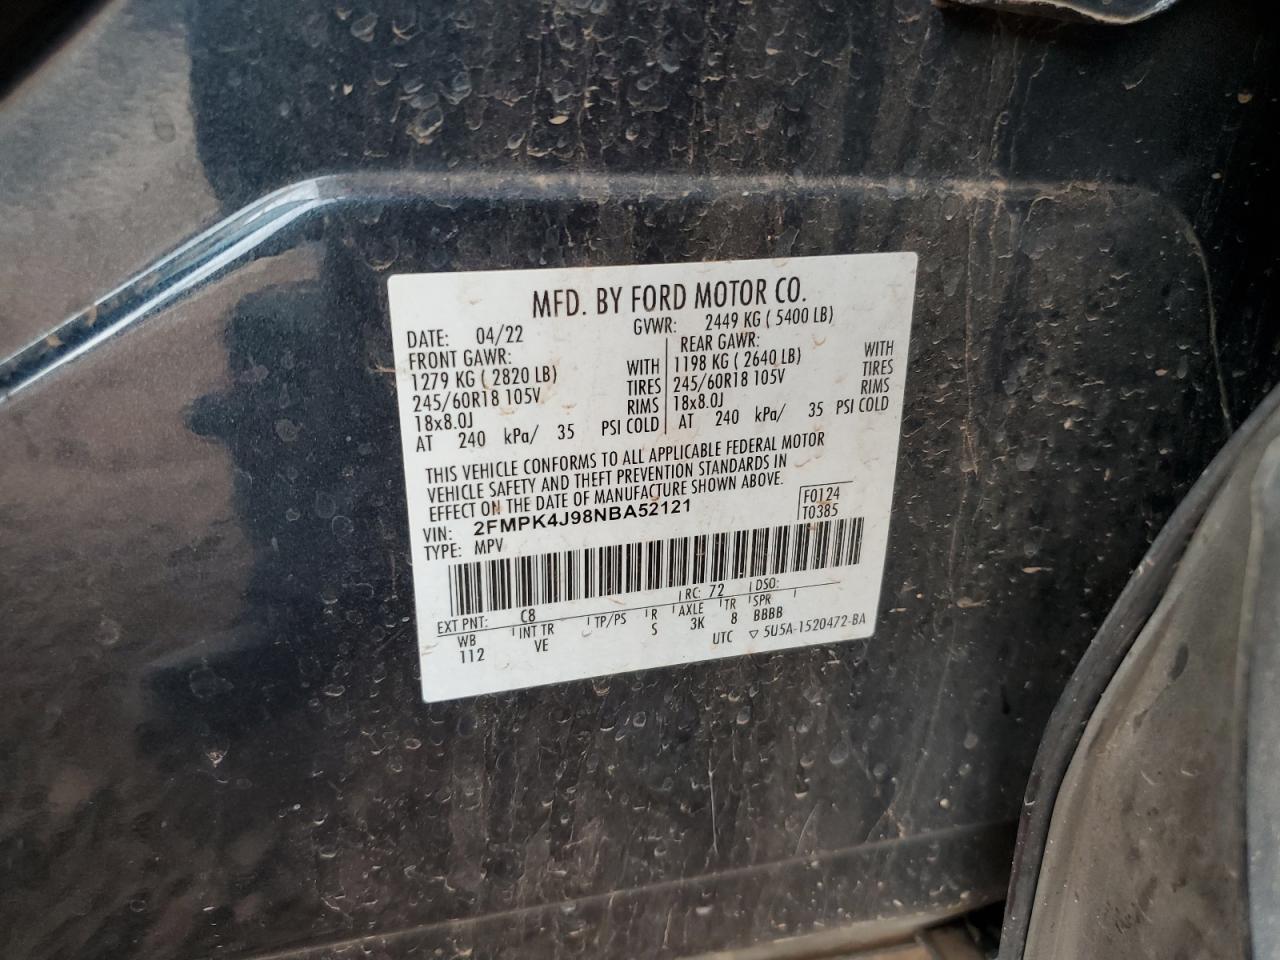 MFD. BY FORD MOTOR CO.
DATE: 04/22 GVWR: 2449 KG ( 5400 LB)
FRONT GAWR: WITH REAR GAWR: WITH
1279 KG ( 2820 LB) TIRES 1198 KG ( 2640 LB) TIRES
245/60R18 105V RIMS 245/60R18 105V RIMS
18x8.0J 18x8.0J
AT 240 kPa/ 35 PSI COLD AT 240 kPa/ 35 PSI COLD
THIS VEHICLE CONFORMS TO ALL APPLICABLE FEDERAL MOTOR
VEHICLE SAFETY AND THEFT PREVENTION STANDARDS IN
EFFECT ON THE DATE OF MANUFACTURE SHOWN ABOVE.
F0124
VIN: 2FMPK4J98NBA52121 T0385
TYPE: MPV
EXT PNT: C8 RC: 72 DSO:
WB INT TR TP/PS R AXLE TR SPR
112 VE S 3K 8 BBBB
UTC ▽ 5U5A-1520472-BA